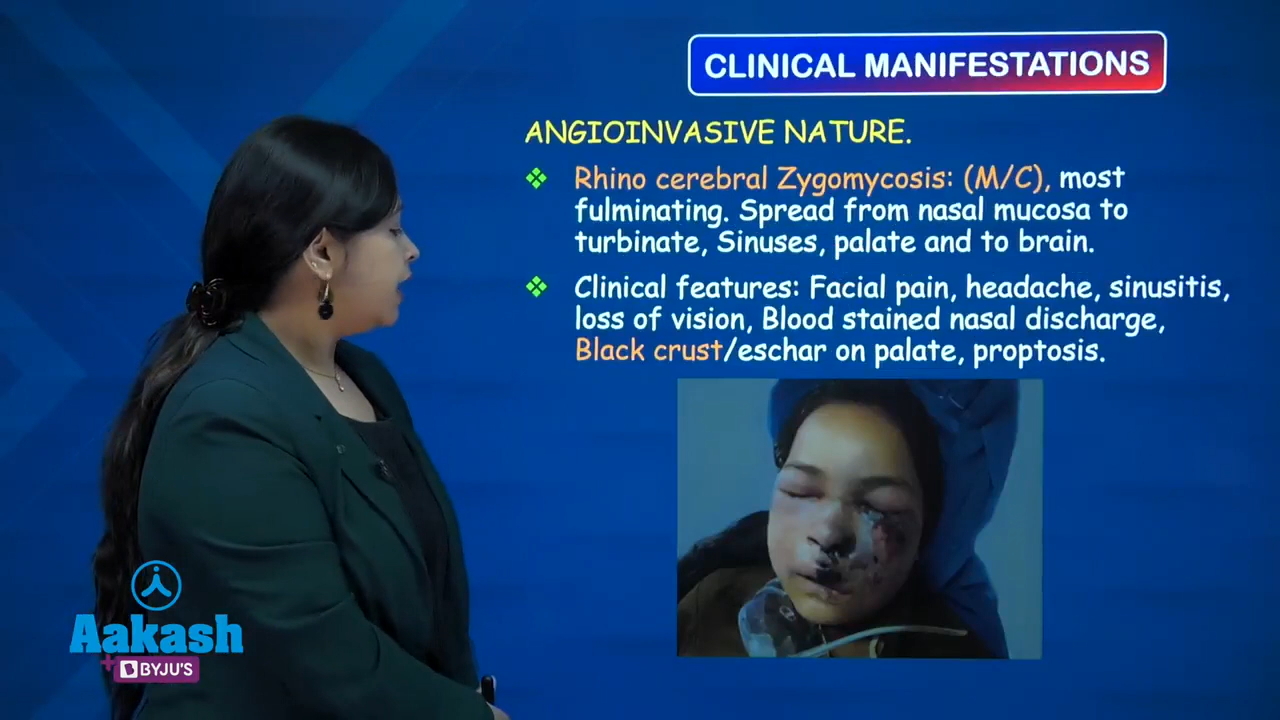 CLINICAL MANIFESTATIONS
ANGIOINVASIVE NATURE.
Rhino cerebral Zygomycosis: (M/C), most
fulminating. Spread from nasal mucosa to
turbinate, Sinuses, palate and to brain.
Clinical features: Facial pain, headache, sinusitis,
loss of vision, Blood stained nasal discharge,
Black crust/eschar on palate, proptosis.
Aakash
+ BYJU'S